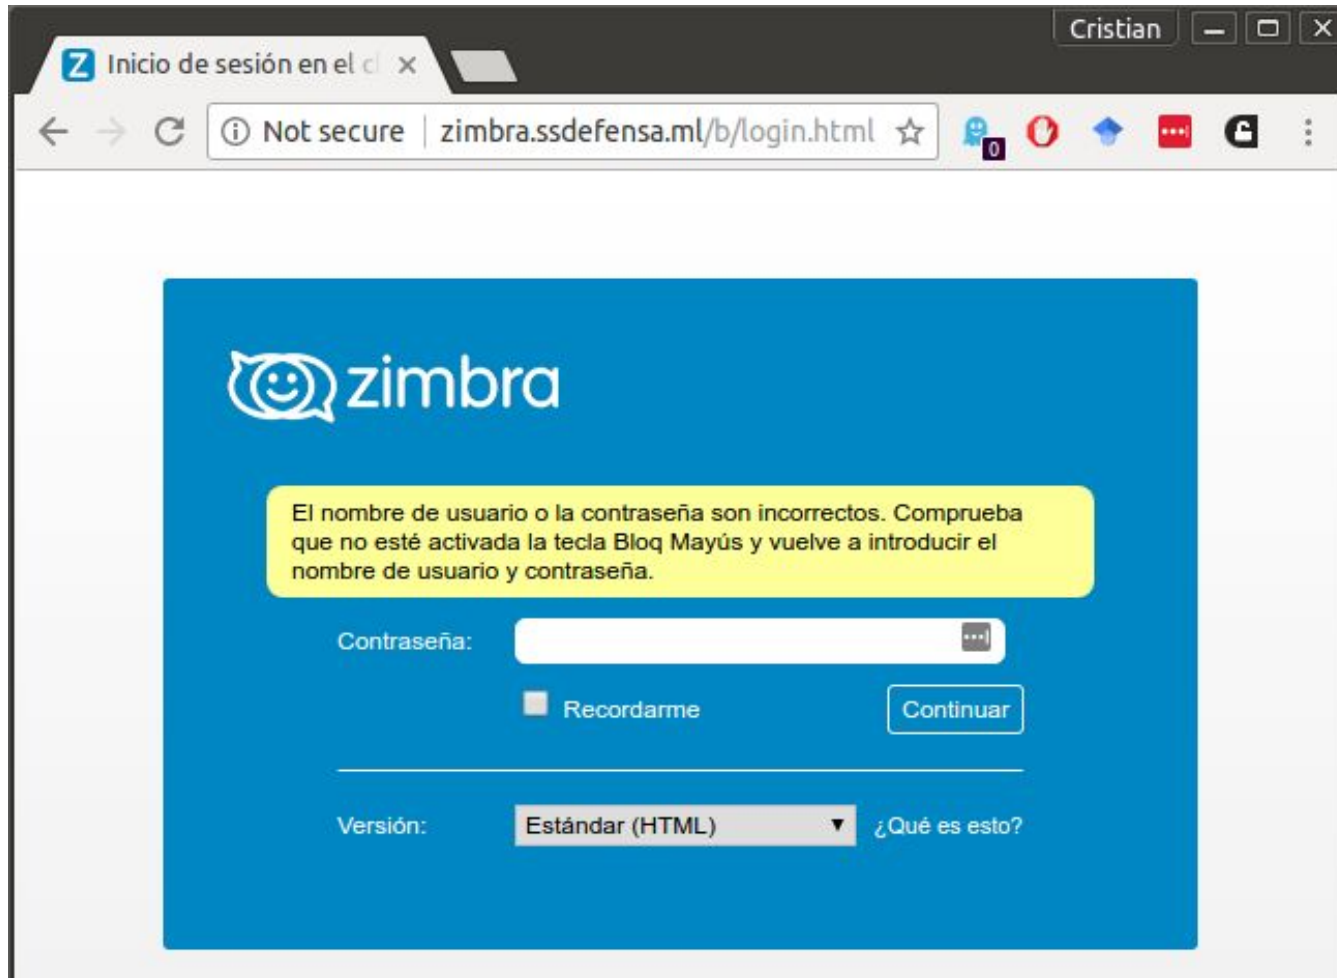 Cristian
Inicio de sesión en el cl
Not secure zimbra.ssdefensa.ml/b/login.html
0
zimbra
El nombre de usuario o la contraseña son incorrectos. Comprueba
que no esté activada la tecla Bloq Mayús y vuelve a introducir el
nombre de usuario y contraseña.
Contraseña:
Recordarme Continuar
Versión: Estándar (HTML) ¿Qué es esto?